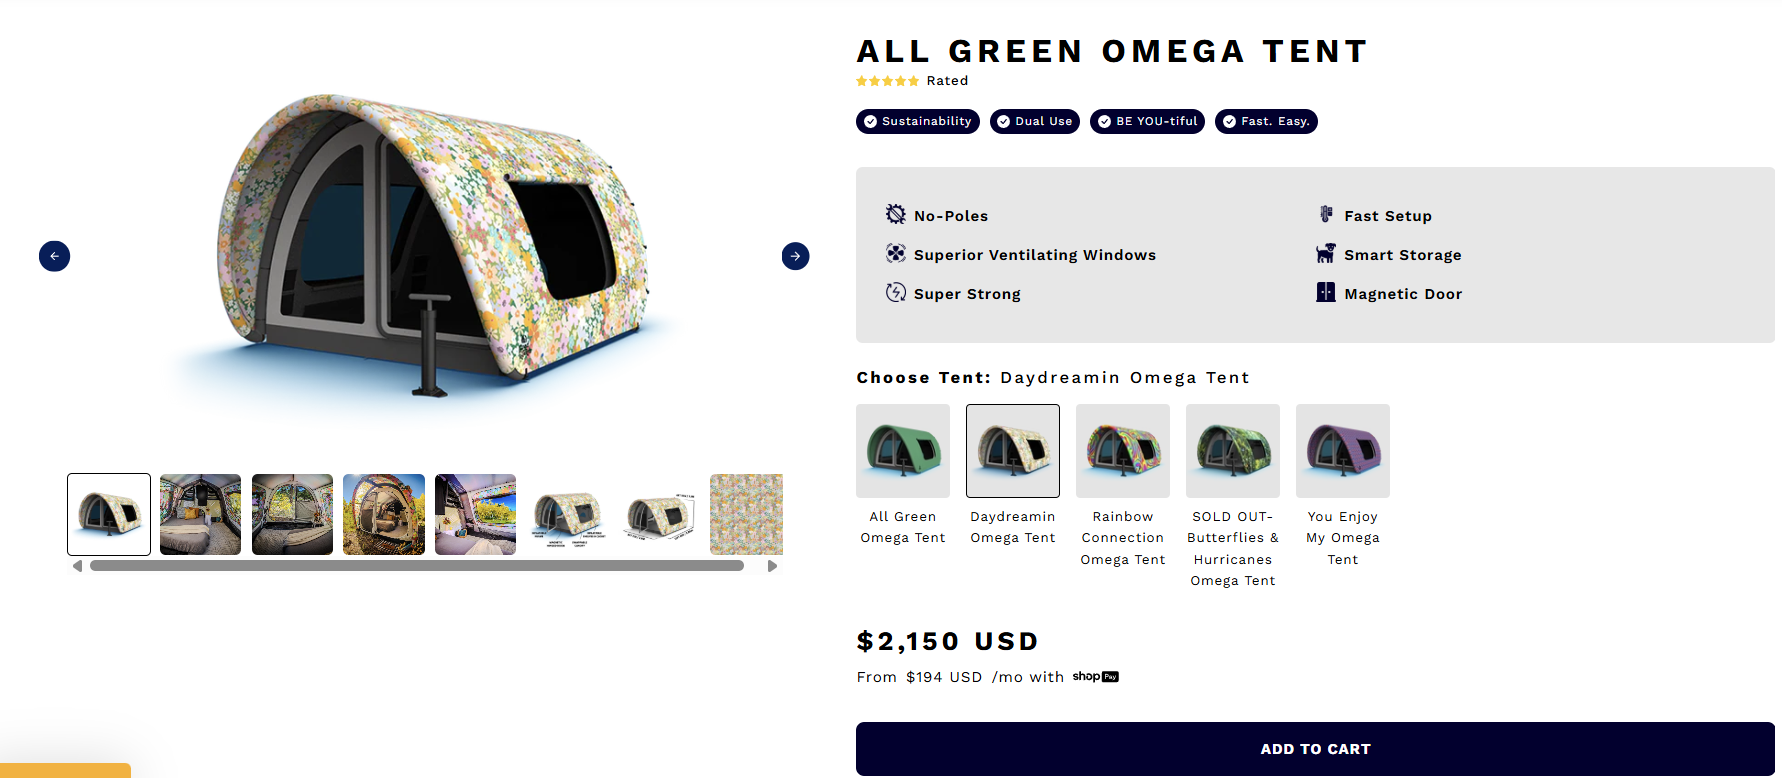 ALL GREEN OMEGA TENT
Rated
Sustainability
Dual Use
BE YOU-tiful
Fast. Easy.
No-Poles
Fast Setup
Superior Ventilating Windows
Smart Storage
Super Strong
Magnetic Door
Choose Tent: Daydreamin Omega Tent
All Green
Omega Tent
Daydreamin
Omega Tent
Rainbow
Connection
Omega Tent
SOLD OUT-
Butterflies &
Hurricanes
Omega Tent
You Enjoy
My Omega
Tent
$2,150 USD
From $194 USD /mo with shop Pay
ADD TO CART